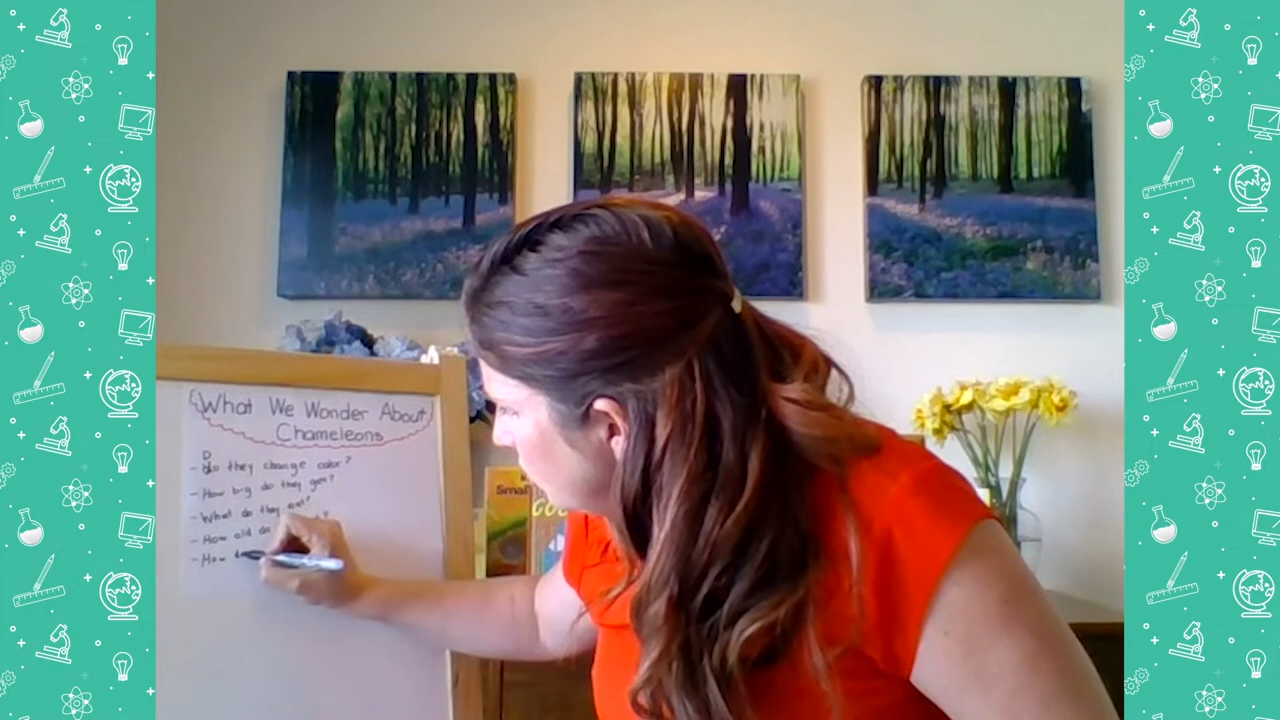 What We Wonder About
Chameleons
- Do they change color?
- How big do they get?
- What do they eat?
- How old do
- How
Small